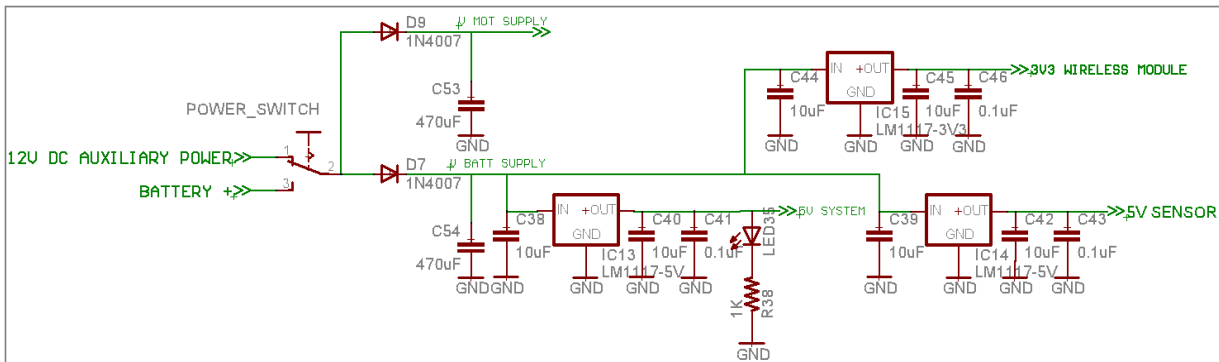 D9
V MOT SUPPLY
1N4007
C53
470uF
GND
POWER_SWITCH
12V DC AUXILIARY POWER
1
2
3
BATTERY +
D7
V BATT SUPPLY
1N4007
C54
470uF
GND
C38
10uF
GND
IN +OUT
GND
IC13
LM1117-5V
GND
C40
10uF
GND
C41
0.1uF
GND
5V SYSTEM
LED35
1K
R38
GND
C44
10uF
GND
IN +OUT
GND
IC15
LM1117-3V3
GND
C45
10uF
GND
C46
0.1uF
GND
3V3 WIRELESS MODULE
C39
10uF
GND
IN +OUT
GND
IC14
LM1117-5V
GND
C42
10uF
GND
C43
0.1uF
GND
5V SENSOR